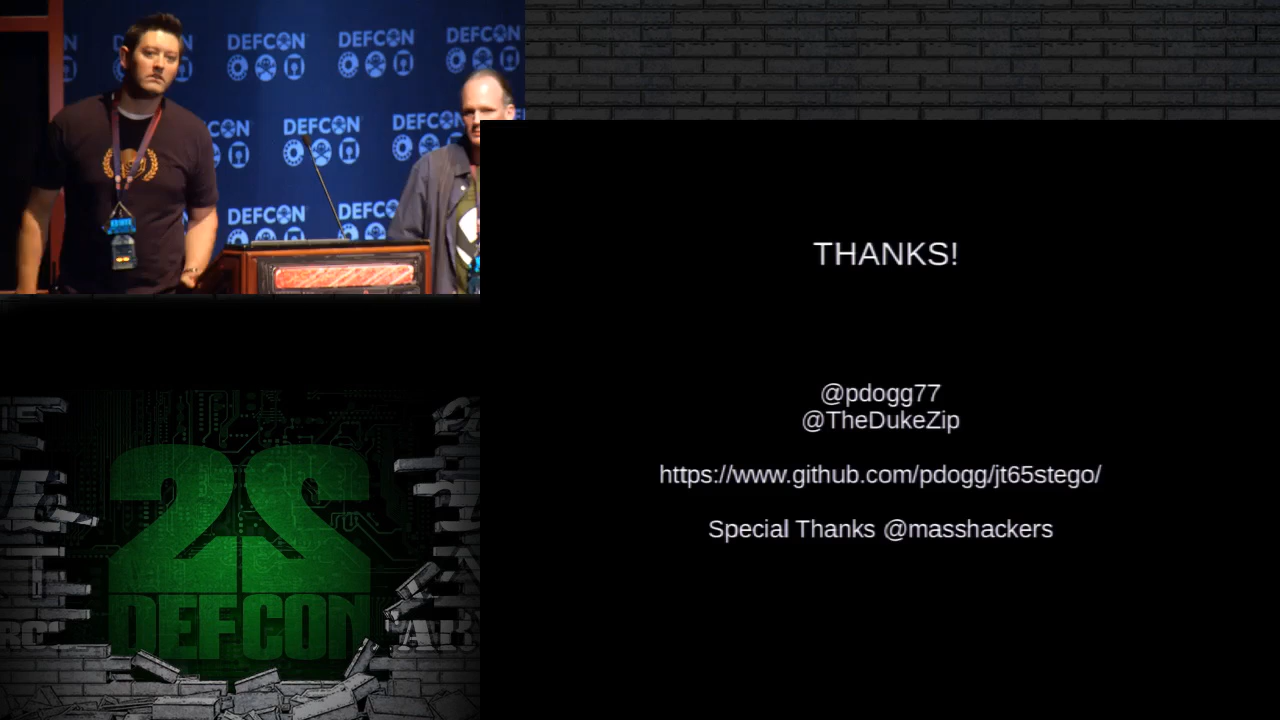 DEFCON
DEFCON
DEFCON
DEFCON
DEFCON
DEFCON
DEFCON
THANKS!
@pdogg77
@TheDukeZip
https://www.github.com/pdogg/jt65stego/
Special Thanks @masshackers
22
DEFCON